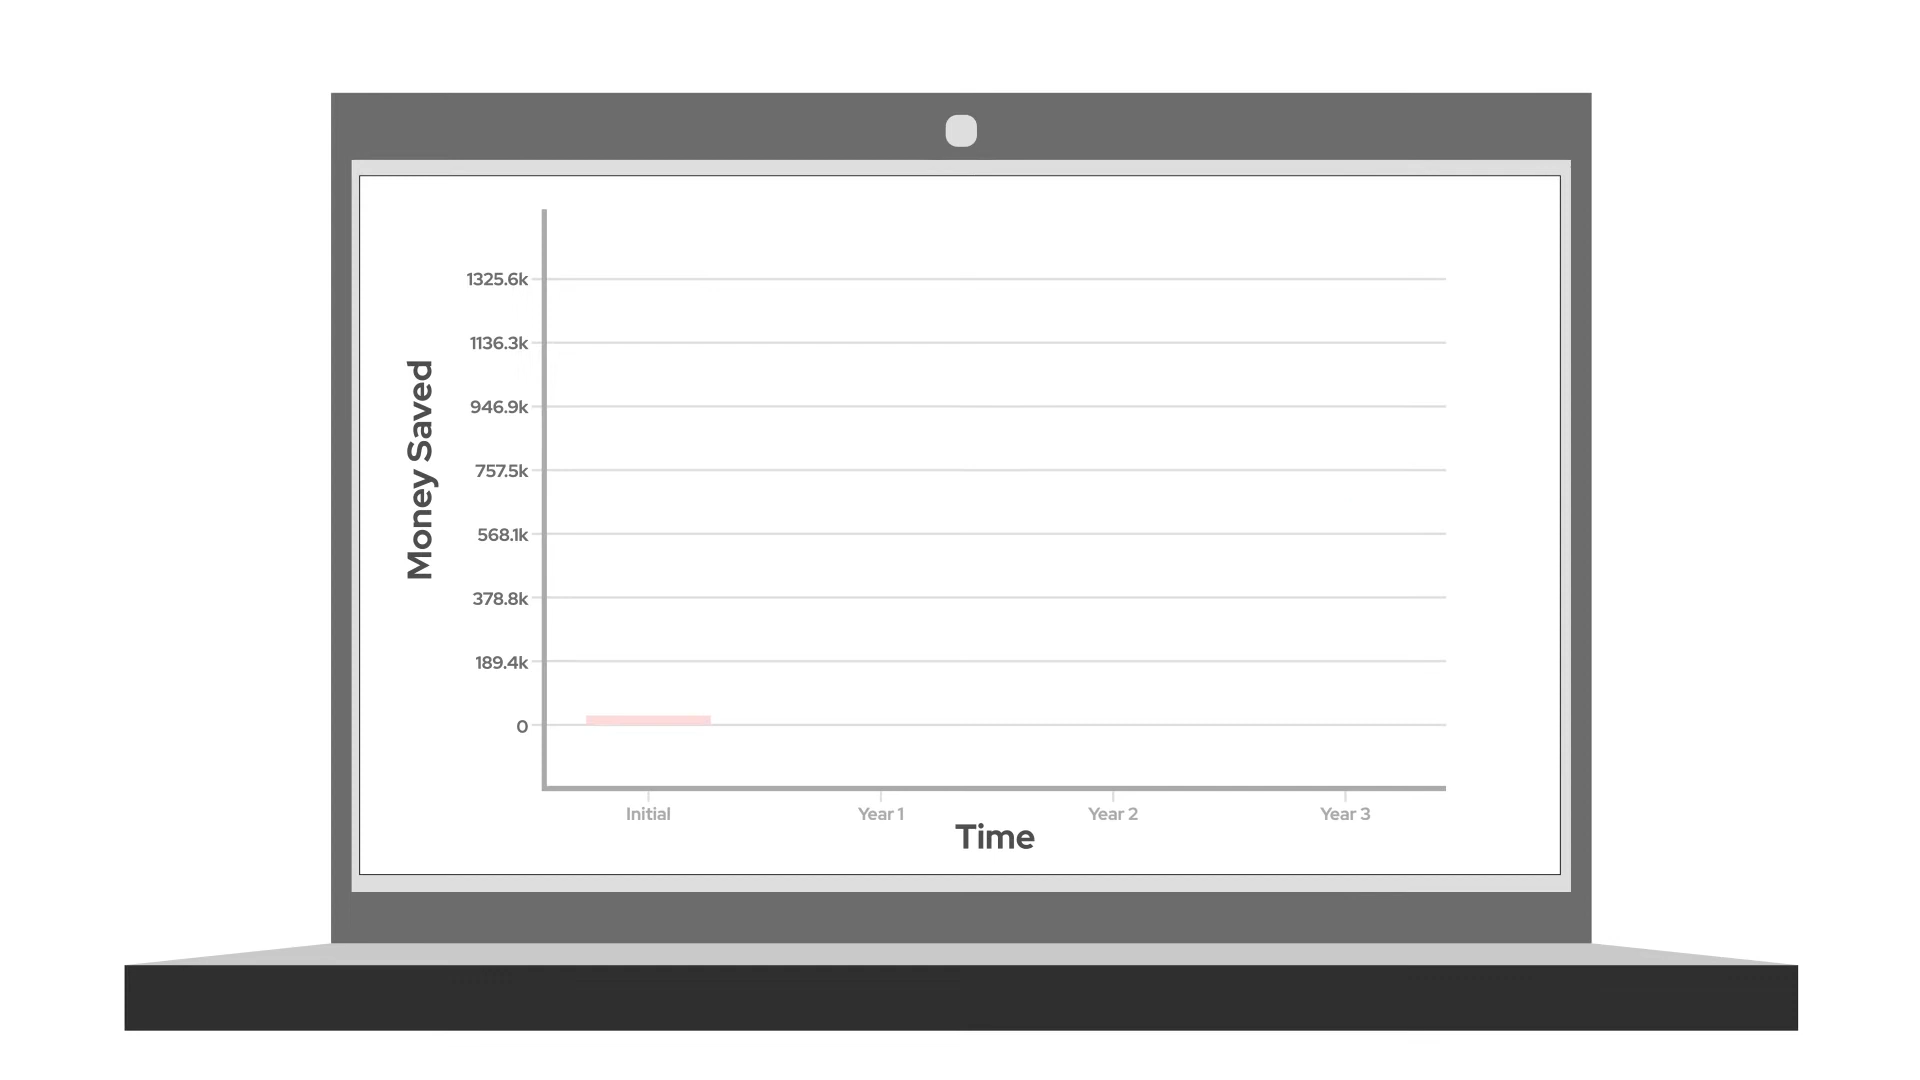 1325.6k
1136.3k
946.9k
757.5k
568.1k
378.8k
189.4k
0
Money Saved
Initial
Year 1
Year 2
Year 3
Time